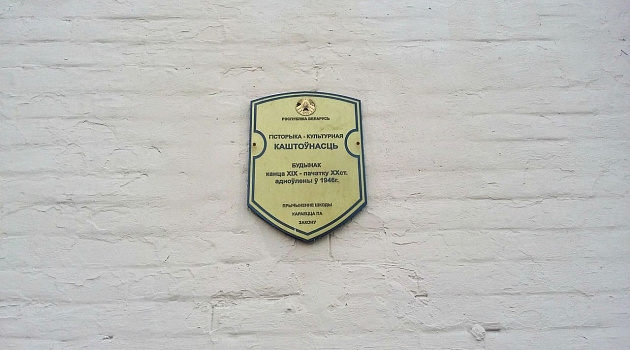 РЭСПУБЛІКА БЕЛАРУСЬ
ГІСТОРЫКА - КУЛЬТУРНАЯ
КАШТОЎНАСЦЬ
БУДЫНАК
канца XIX - пачатку XXст.
адноўлены ў 1946г.
ПРЫЧЫНЕННЕ ШКОДЫ
КАРАЕЦЦА ПА
ЗАКОНУ